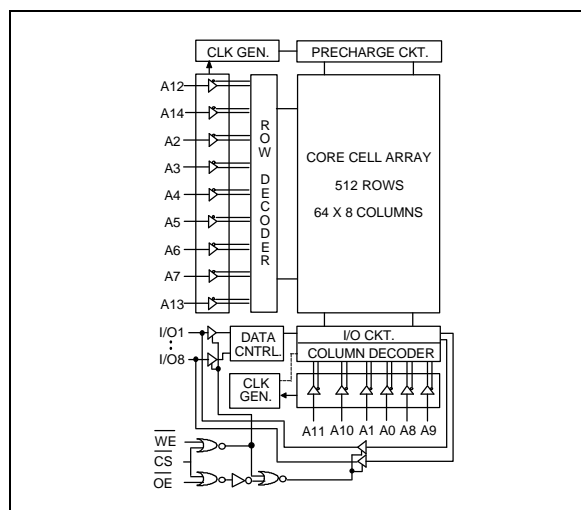 CLK GEN.
PRECHARGE CKT.
A12
A14
A2
A3
A4
A5
A6
A7
A13
ROW DECODER
CORE CELL ARRAY
512 ROWS
64 X 8 COLUMNS
I/O1
I/O8
DATA
CNTRL.
I/O CKT.
COLUMN DECODER
CLK
GEN.
A11 A10 A1 A0 A8 A9
WE
CS
OE